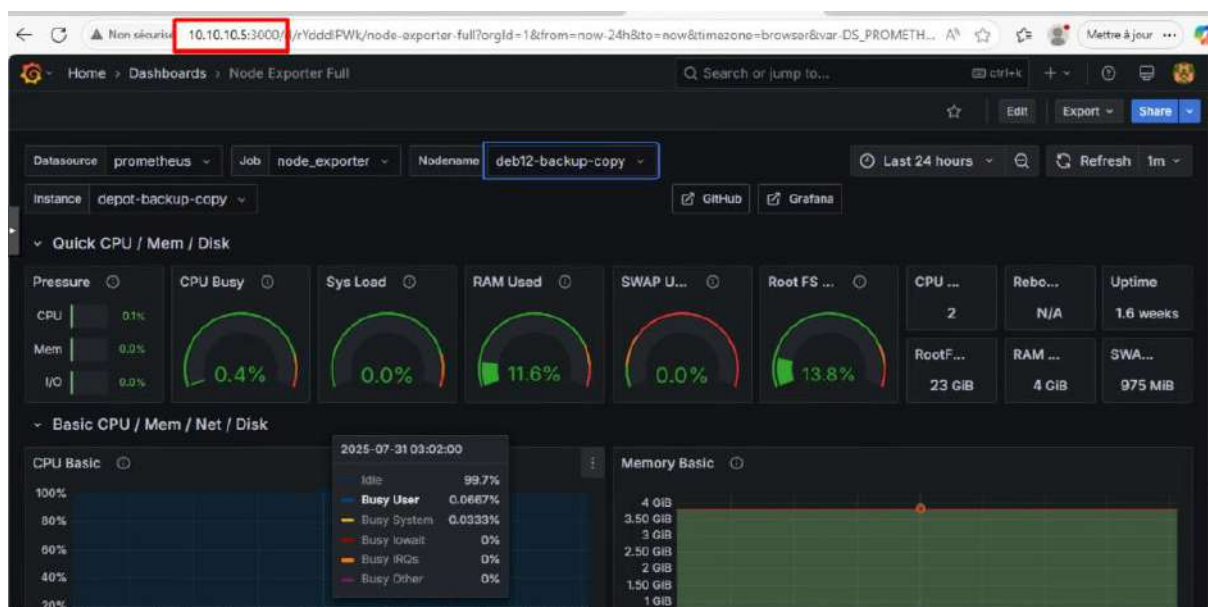 Non sécurisé 10.10.10.5:3000/d/rYdddlPWk/node-exporter-full?orgId=1&from=now-24h&to=now&timezone=browser&var-DS_PROMETH... Mettre à jour ...
Home > Dashboards > Node Exporter Full Search or jump to... ctrl+k
Edit Export Share
Datasource prometheus Job node_exporter Nodename deb12-backup-copy Last 24 hours Refresh 1m
Instance depot-backup-copy GitHub Grafana
Quick CPU / Mem / Disk
Pressure CPU Busy Sys Load RAM Used SWAP U... Root FS ... CPU ... Rebo... Uptime
CPU 0.1% 2 N/A 1.6 weeks
Mem 0.0%
I/O 0.0% 0.4% 0.0% 11.6% 0.0% 13.8%
RootF... RAM ... SWA...
23 GiB 4 GiB 975 MiB
Basic CPU / Mem / Net / Disk
CPU Basic
100%
80%
60%
40%
20%
2025-07-31 03:02:00
Idle 99.7%
Busy User 0.0667%
Busy System 0.0333%
Busy Iowait 0%
Busy IRQs 0%
Busy Other 0%
Memory Basic
4 GiB
3.50 GiB
3 GiB
2.50 GiB
2 GiB
1.50 GiB
1 GiB